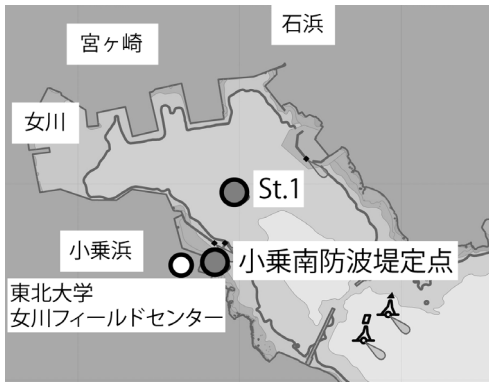 石浜
宮ヶ崎
女川
St.1
小乗浜
小乗南防波堤定点
東北大学
女川フィールドセンター